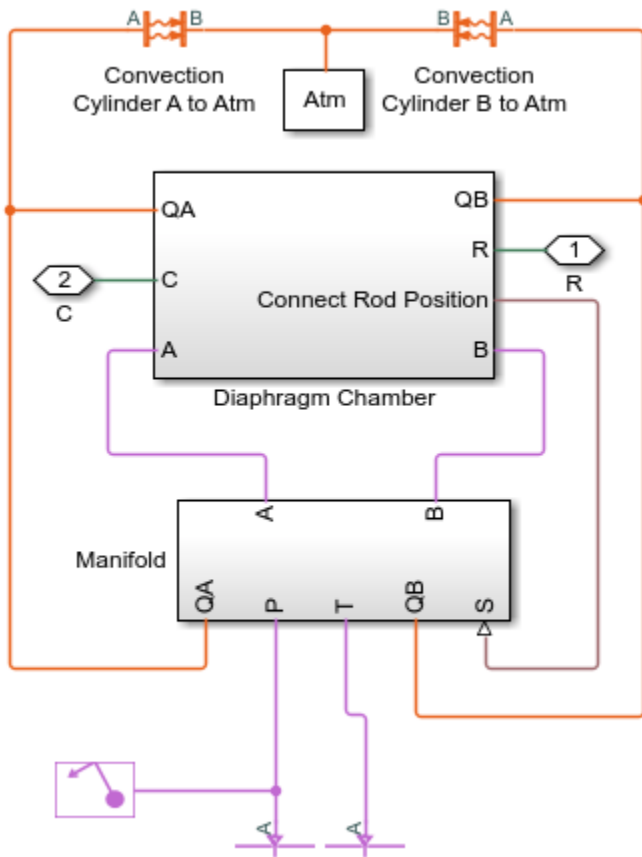 A B B A
Convection
Cylinder A to Atm
Atm
Convection
Cylinder B to Atm
QA QB
2 C R 1
C R
Connect Rod Position
A B
Diaphragm Chamber
A B
Manifold
QA P T QB S
A A